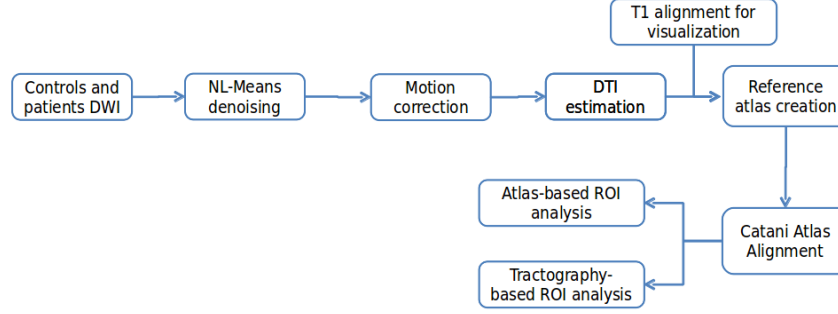 T1 alignment for
visualization
Controls and
patients DWI
NL-Means
denoising
Motion
correction
DTI
estimation
Reference
atlas creation
Atlas-based ROI
analysis
Catani Atlas
Alignment
Tractography-
based ROI analysis